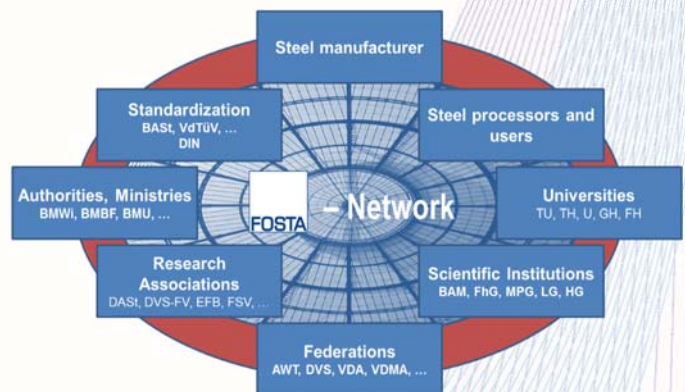 Steel manufacturer
Standardization
BASt, VdTüV, ...
DIN
Steel processors and
users
Authorities, Ministries
BMWi, BMBF, BMU, ...
FOSTA
– Network
Universities
TU, TH, U, GH, FH
Research
Associations
DASt, DVS-FV, EFB, FSV, ...
Scientific Institutions
BAM, FhG, MPG, LG, HG
Federations
AWT, DVS, VDA, VDMA, ...